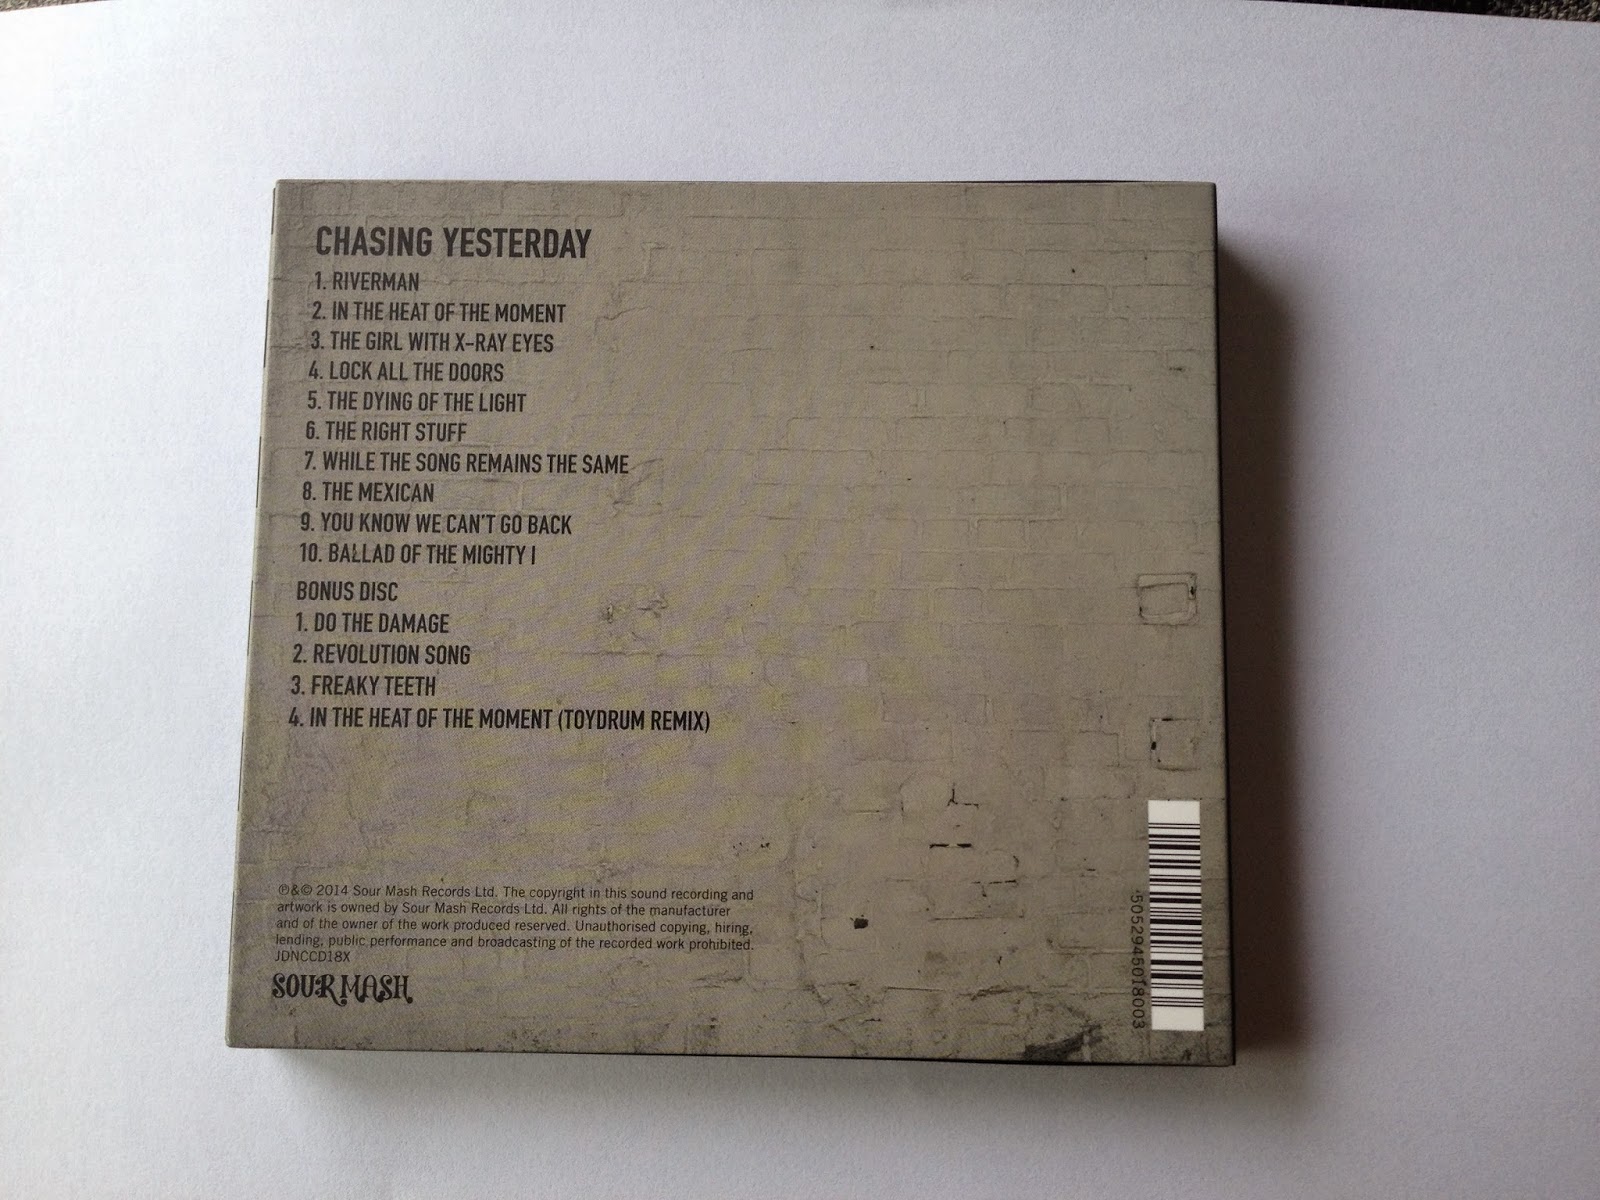 CHASING YESTERDAY
1. RIVERMAN
2. IN THE HEAT OF THE MOMENT
3. THE GIRL WITH X-RAY EYES
4. LOCK ALL THE DOORS
5. THE DYING OF THE LIGHT
6. THE RIGHT STUFF
7. WHILE THE SONG REMAINS THE SAME
8. THE MEXICAN
9. YOU KNOW WE CAN'T GO BACK
10. BALLAD OF THE MIGHTY I
BONUS DISC
1. DO THE DAMAGE
2. REVOLUTION SONG
3. FREAKY TEETH
4. IN THE HEAT OF THE MOMENT (TOYDRUM REMIX)
℗&© 2014 Sour Mash Records Ltd. The copyright in this sound recording and
artwork is owned by Sour Mash Records Ltd. All rights of the manufacturer
and of the owner of the work produced reserved. Unauthorised copying, hiring,
lending, public performance and broadcasting of the recorded work prohibited.
JDNCCD18X
SOUR MASH
5052945018003